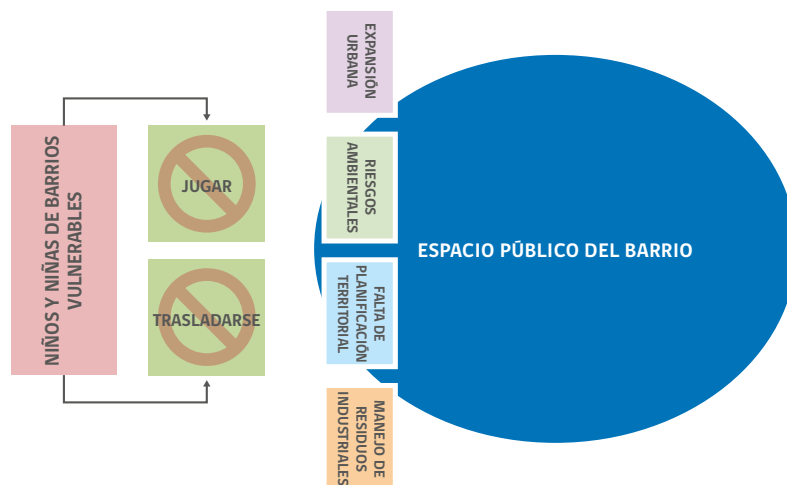 NIÑOS Y NIÑAS DE BARRIOS
VULNERABLES
JUGAR
TRASLADARSE
EXPANSIÓN
URBANA
RIESGOS
AMBIENTALES
FALTA DE
PLANIFICACIÓN
TERRITORIAL
MANEJO DE
RESIDUOS
INDUSTRIALES
ESPACIO PÚBLICO DEL BARRIO